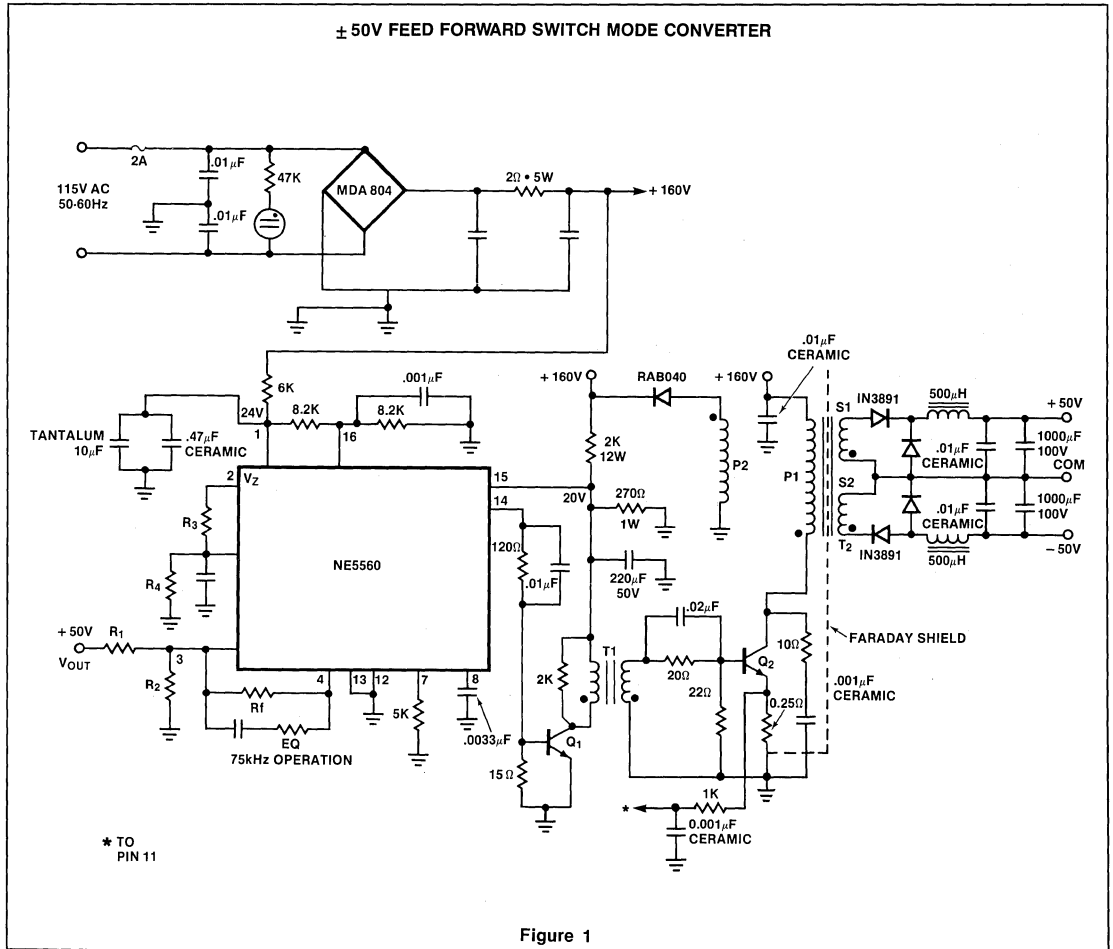 ± 50V FEED FORWARD SWITCH MODE CONVERTER
2A
115V AC
50-60Hz
.01μF
.01μF
47K
MDA 804
2Ω • 5W
+ 160V
6K
24V
1
8.2K
16
8.2K
.001μF
TANTALUM
10μF
.47μF
CERAMIC
2
VZ
R3
R4
+ 50V
VOUT
R1
3
R2
NE5560
15
14
4
13
12
7
8
Rf
EQ
75kHz OPERATION
5K
.0033μF
+ 160V
RAB040
2K
12W
20V
270Ω
1W
220μF
50V
120Ω
.01μF
P2
+ 160V
.01μF
CERAMIC
P1
S1
S2
T2
IN3891
500μH
+ 50V
.01μF
CERAMIC
1000μF
100V
COM
.01μF
CERAMIC
1000μF
100V
IN3891
500μH
− 50V
2K
T1
.02μF
20Ω
22Ω
Q2
10Ω
FARADAY SHIELD
.001μF
CERAMIC
0.25Ω
15Ω
Q1
*
1K
0.001μF
CERAMIC
* TO
PIN 11
Figure 1